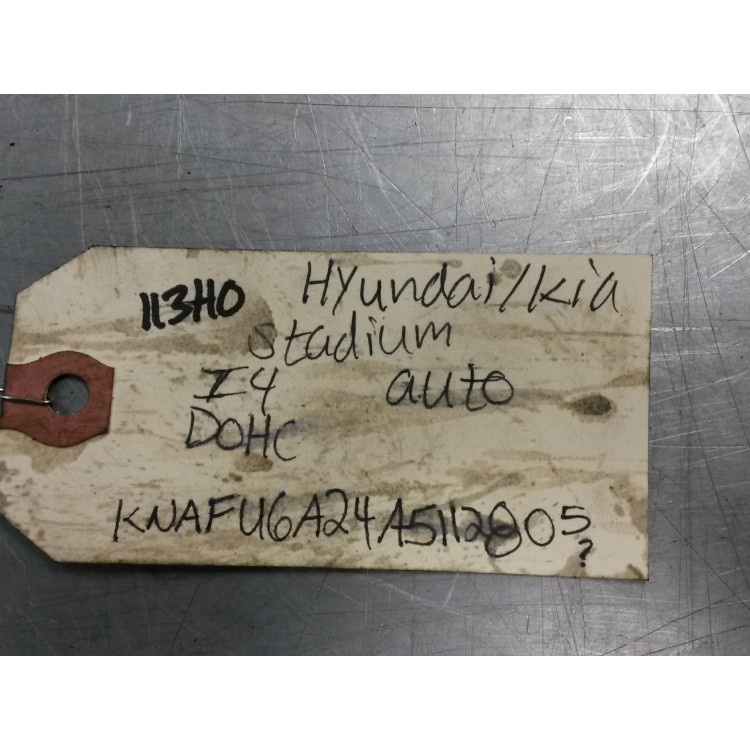 113HO Hyundai/Kia
Stadium
I4 auto
DOHC
KNAFU6A24A5112805
?